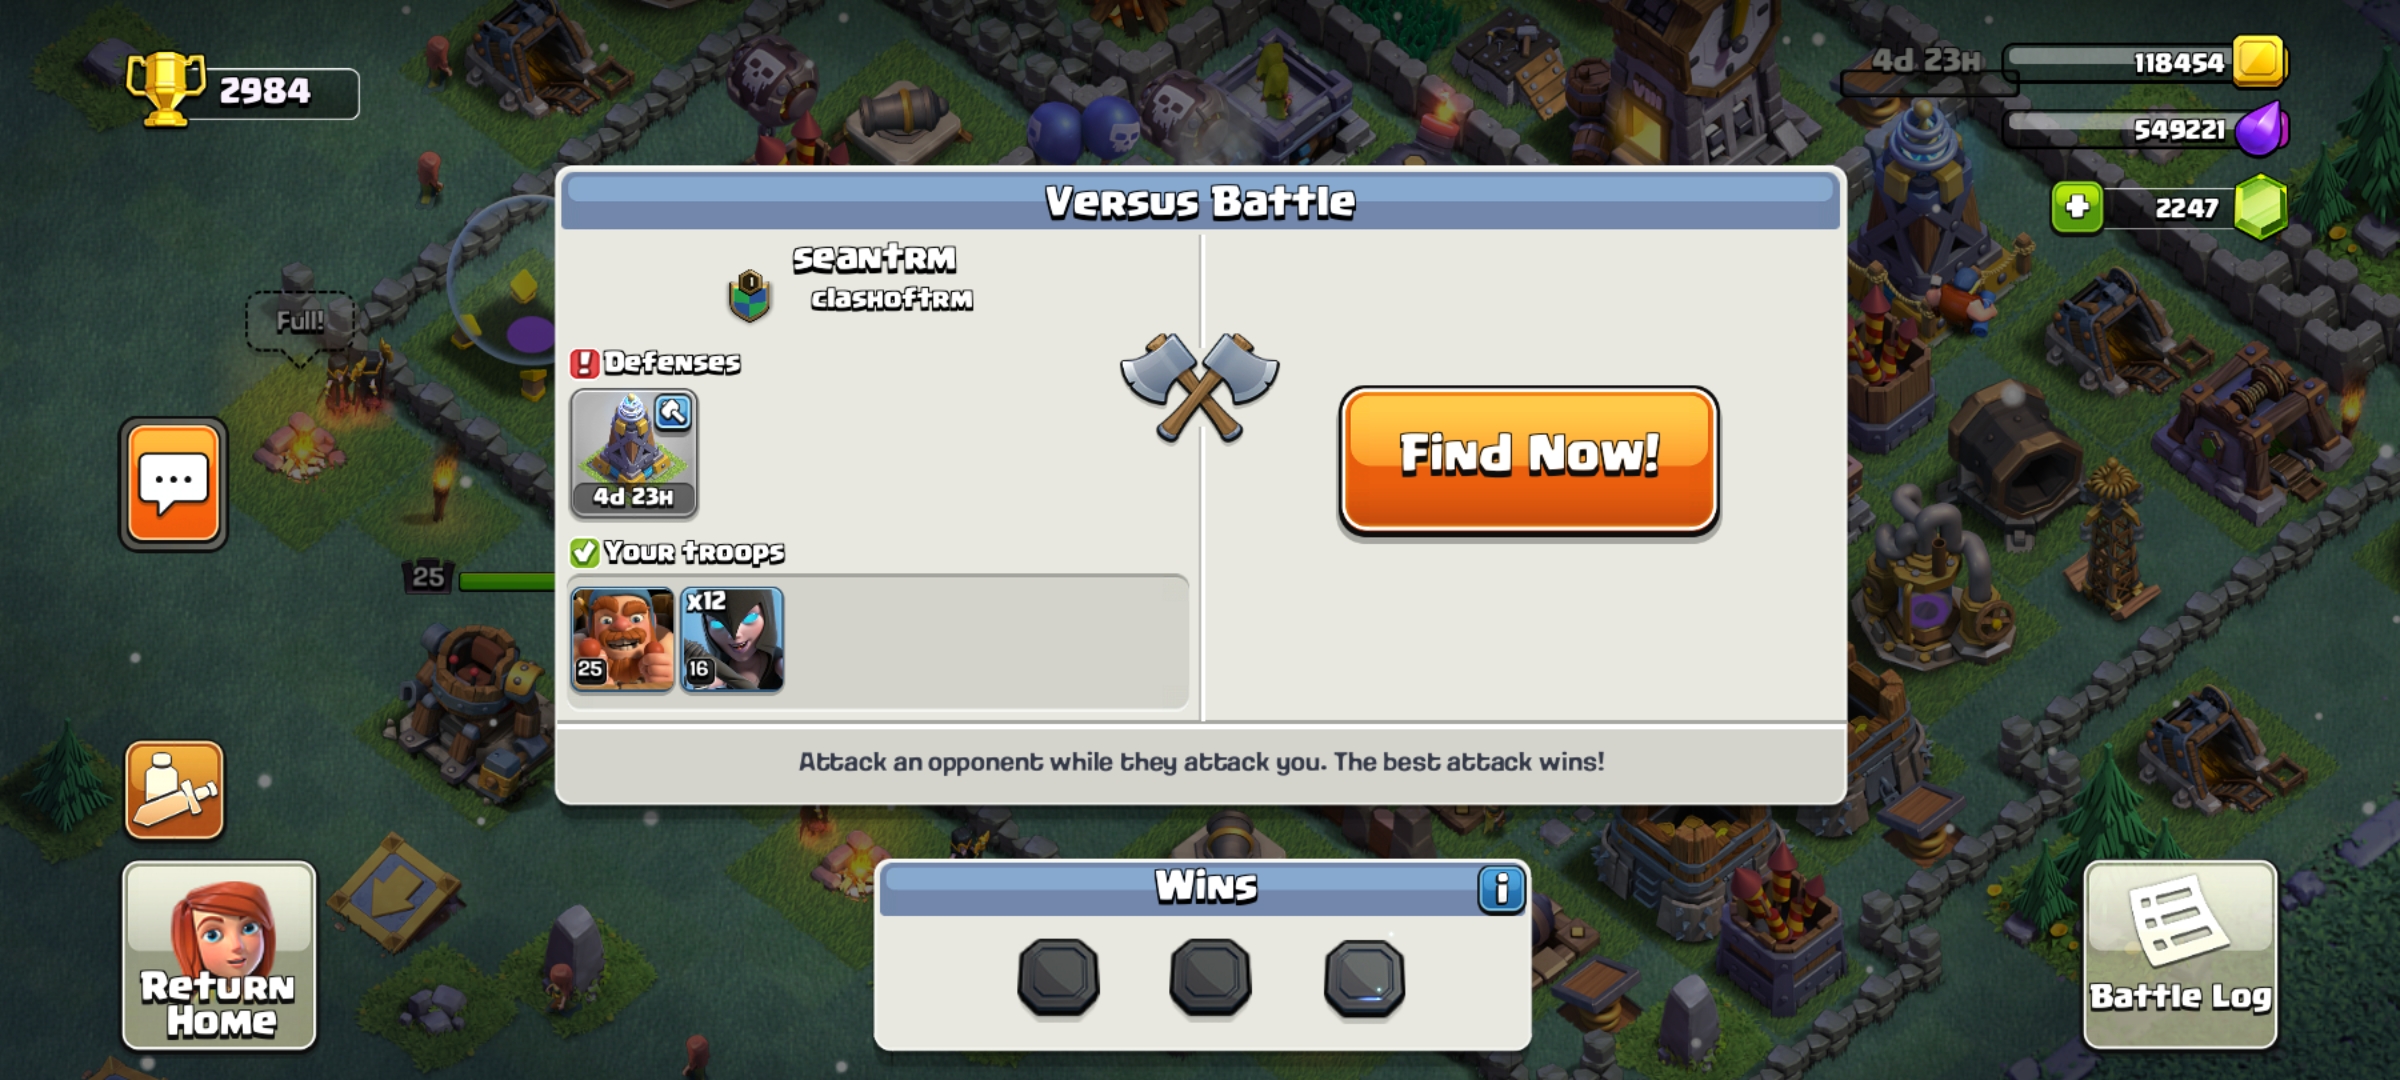 2984
4d 23H
118454
549221
2247
Versus Battle
seantrm
clashoftrm
Full!
Defenses
4d 23H
Find Now!
Your troops
25
25
x12
16
Attack an opponent while they attack you. The best attack wins!
Wins
i
Return
Home
Battle Log